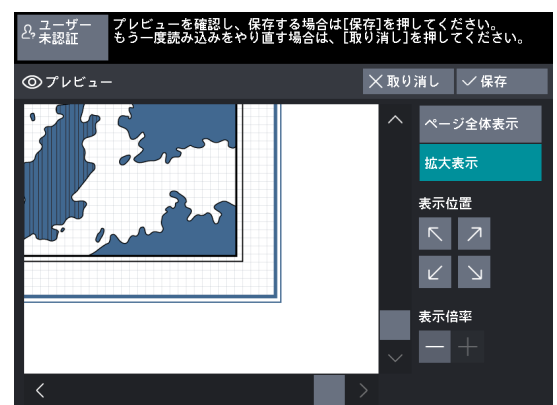 ユーザー
未認証
プレビューを確認し、保存する場合は[保存]を押してください。
もう一度読み込みをやり直す場合は、[取り消し]を押してください。
プレビュー
取り消し
保存
ページ全体表示
拡大表示
表示位置
表示倍率